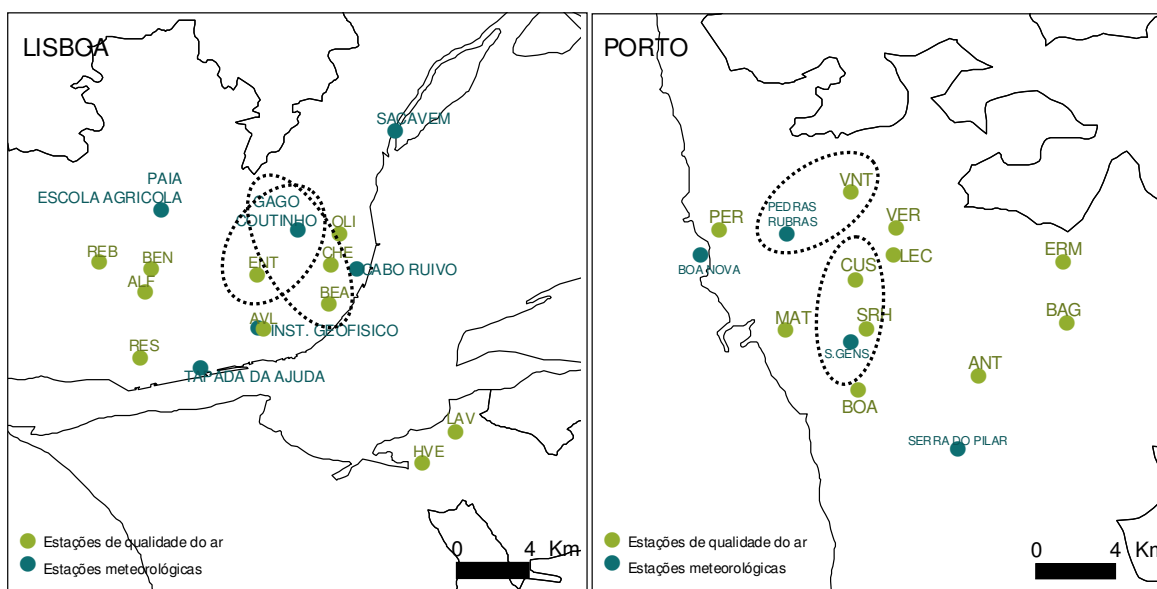 LISBOA
SACAVEM
PAIA
ESCOLA AGRICOLA
GAGO
COUTINHO
OLI
REB
BEN
ENT
CHE
CABO RUIVO
ALF
BEA
AVL
INST. GEOFISICO
RES
TAPADA DA AJUDA
LAV
HVE
Estações de qualidade do ar
Estações meteorológicas
0 4 Km
PORTO
VNT
PEDRAS
RUBRAS
PER
VER
BOA NOVA
LEC
ERM
CUS
MAT
SRH
BAG
S.GENS
ANT
BOA
SERRA DO PILAR
Estações de qualidade do ar
Estações meteorológicas
0 4 Km